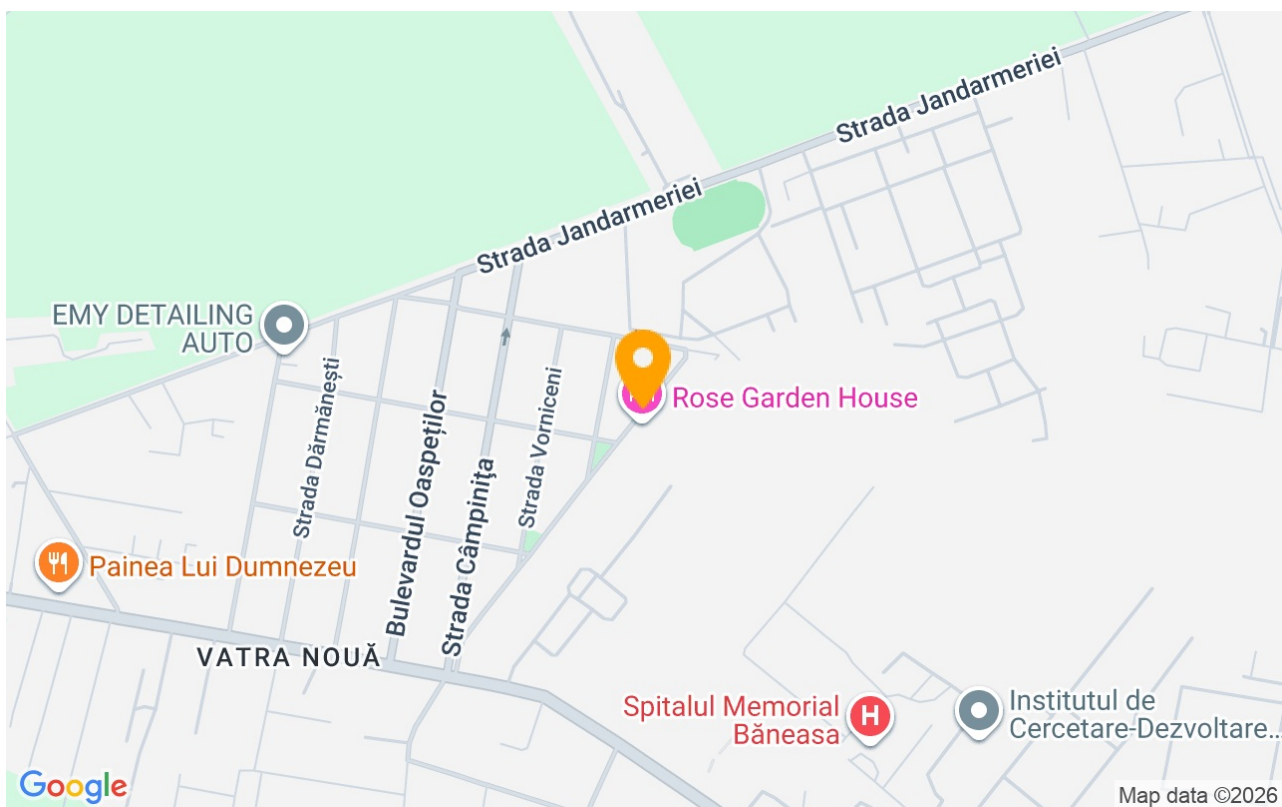 Strada Jandarmeriei
Strada Jandarmeriei
EMY DETAILING
AUTO
Strada Dărmănești
Bulevardul Oaspeților
Strada Câmpinița
Strada Vorniceni
Rose Garden House
Painea Lui Dumnezeu
VATRA NOUĂ
Spitalul Memorial
Băneasa
H
Institutul de
Cercetare-Dezvoltare...
Google
Map data ©2026